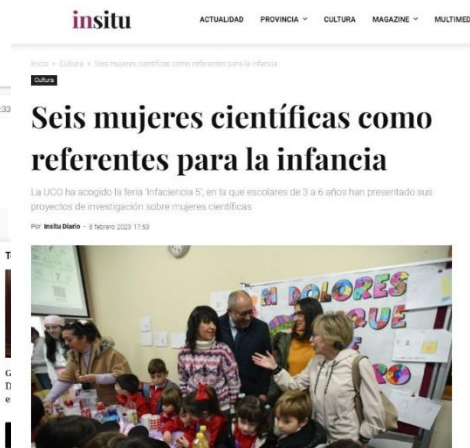 insitu
ACTUALIDAD PROVINCIA CULTURA MAGAZINE MULTIMED
Inicio Cultura Seis mujeres científicas como referentes para la infancia
Cultura
:33
Seis mujeres científicas como
referentes para la infancia
La UCO ha acogido la feria 'Infaciencia 5', en la que escolares de 3 a 6 años han presentado sus
proyectos de investigación sobre mujeres científicas
Por Insitu Diario - 8 febrero 2023 17:53
Mª DOLORES
QUE